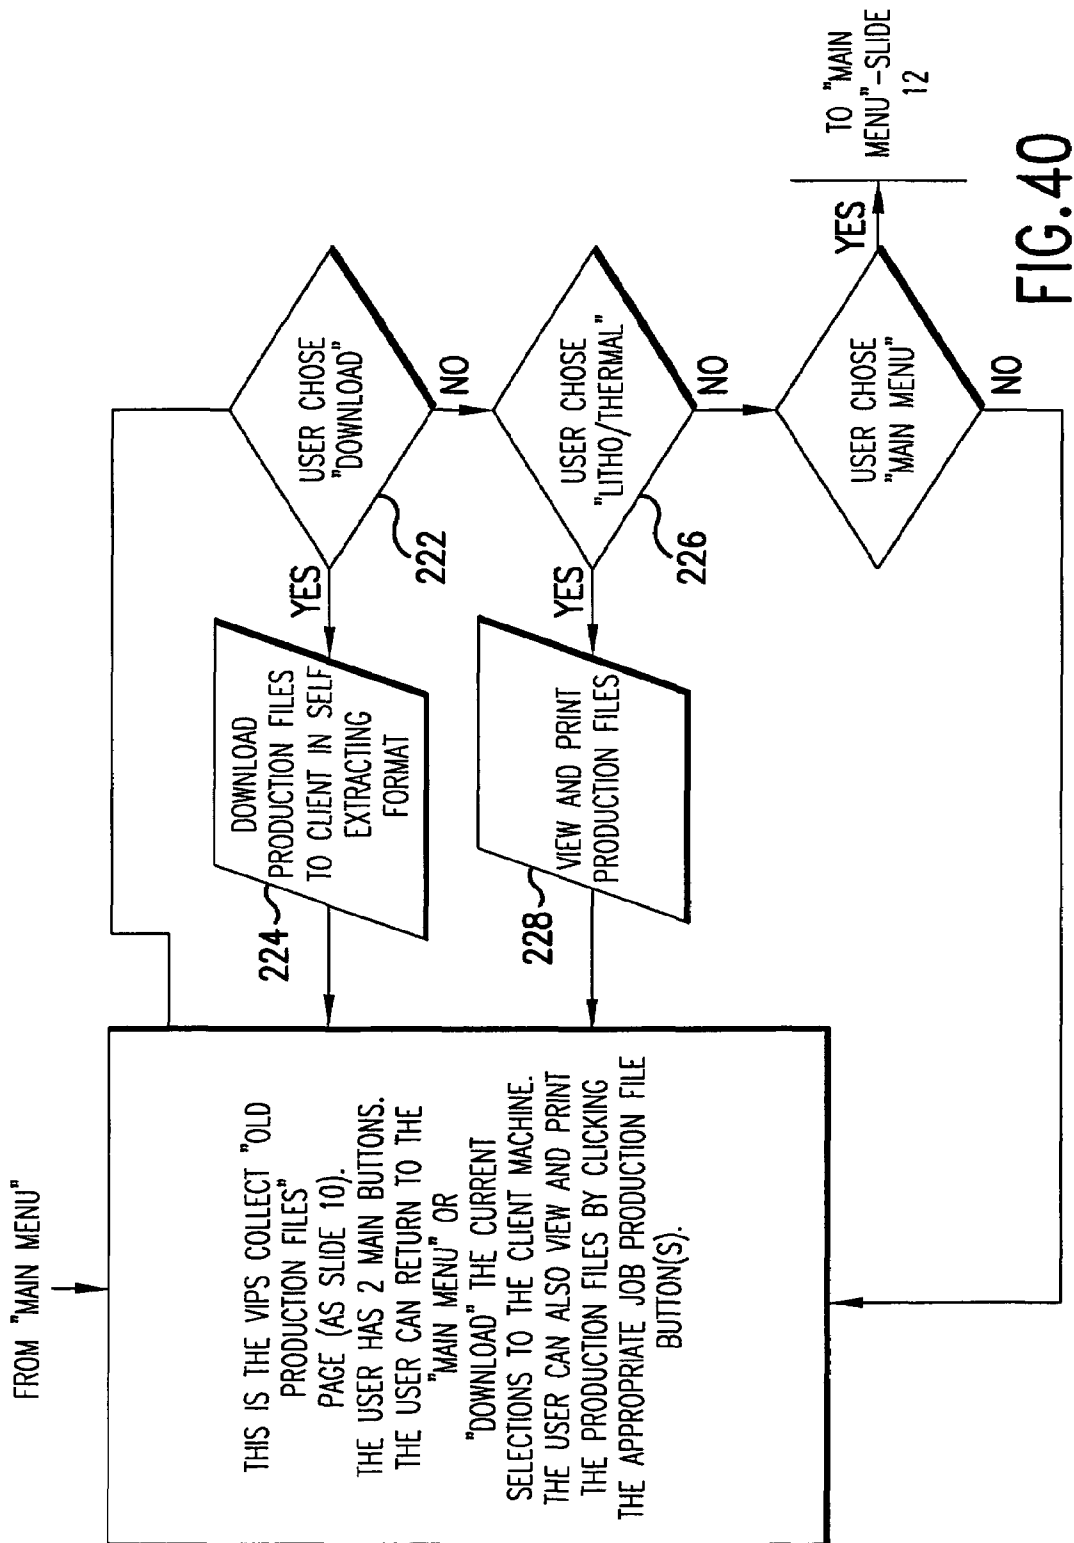 FROM "MAIN MENU"
THIS IS THE VIPS COLLECT "OLD
PRODUCTION FILES"
PAGE (AS SLIDE 10).
THE USER HAS 2 MAIN BUTTONS.
THE USER CAN RETURN TO THE
"MAIN MENU" OR
"DOWNLOAD" THE CURRENT
SELECTIONS TO THE CLIENT MACHINE.
THE USER CAN ALSO VIEW AND PRINT
THE PRODUCTION FILES BY CLICKING
THE APPROPRIATE JOB PRODUCTION FILE
BUTTON(S).
224
DOWNLOAD
PRODUCTION FILES
TO CLIENT IN SELF
EXTRACTING
FORMAT
YES
222
USER CHOSE
"DOWNLOAD"
NO
228
VIEW AND PRINT
PRODUCTION FILES
YES
226
USER CHOSE
"LITHO/THERMAL"
NO
USER CHOSE
"MAIN MENU"
YES
NO
TO "MAIN
MENU"-SLIDE
12
FIG.40